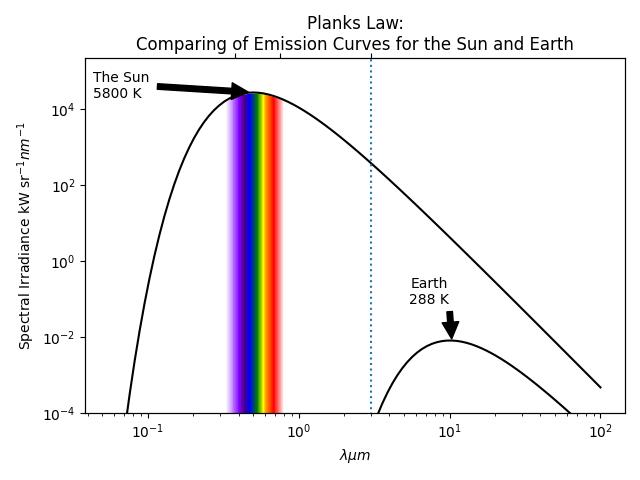 Planks Law:
Comparing of Emission Curves for the Sun and Earth
The Sun
5800 K
Earth
288 K
Spectral Irradiance kW sr⁻¹nm⁻¹
10⁴
10²
10⁰
10⁻²
10⁻⁴
10⁻¹ 10⁰ 10¹ 10²
λμm